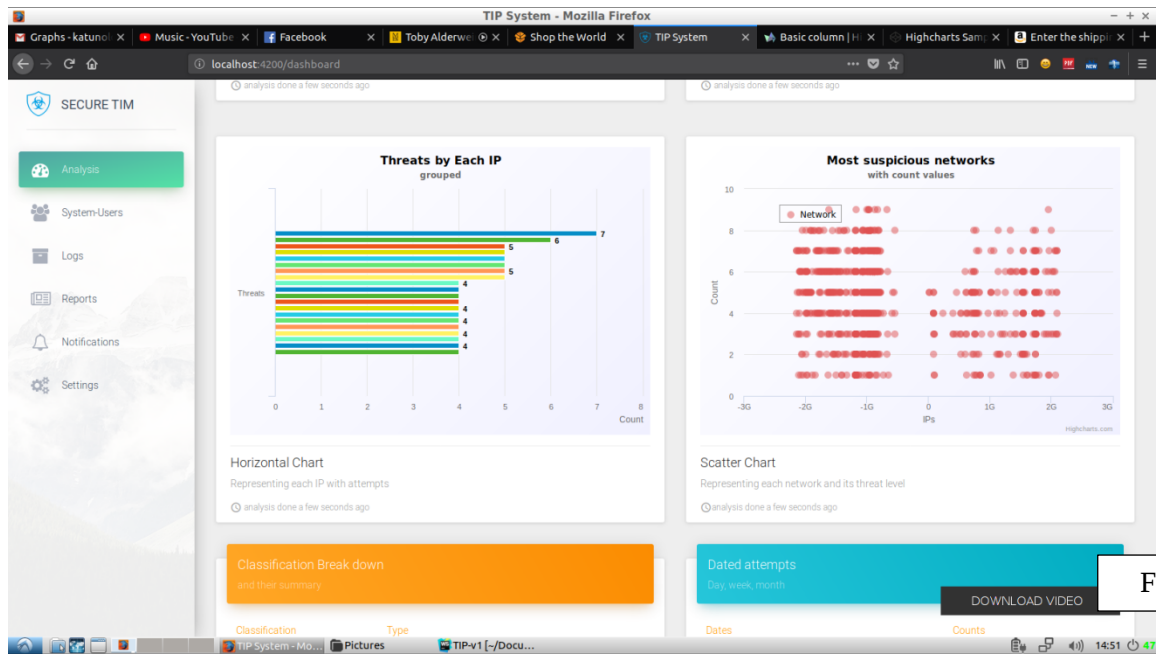 TIP System - Mozilla Firefox
Graphs - katunol
Music - YouTube
Facebook
Toby Alderwei
Shop the World
TIP System
Basic column | Hi
Highcharts Samp
Enter the shippin
localhost:4200/dashboard
SECURE TIM
Analysis
System-Users
Logs
Reports
Notifications
Settings
analysis done a few seconds ago
analysis done a few seconds ago
Threats by Each IP
grouped
7
6
5
5
4
4
4
4
Threats
0 1 2 3 4 5 6 7 8
Count
Horizontal Chart
Representing each IP with attempts
analysis done a few seconds ago
Most suspicious networks
with count values
Network
10
8
6
4
2
0
Count
-3G -2G -1G 0 1G 2G 3G
IPs
Highcharts.com
Scatter Chart
Representing each network and its threat level
analysis done a few seconds ago
Classification Break down
and their summary
Classification Type
Dated attempts
Day, week, month
Dates Counts
DOWNLOAD VIDEO
F
TIP System - Mo...
Pictures
TIP-v1 [~/Docu...
14:51
47